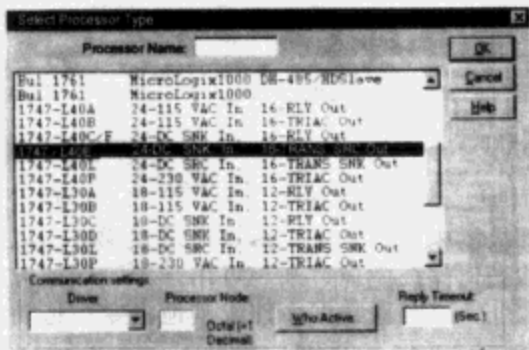 Select Processor Type
Processor Name:
OK
Bul 1761 MicroLogix1000 DH-485/HDSlave
Cancel
Bul 1761 MicroLogix1000
1747-L40A 24-115 VAC In 16-RLY Out
Help
1747-L40B 24-115 VAC In 16-TRIAC Out
1747-L40C/F 24-DC SNK In 16-RLY Out
24-DC SNK In 16-TRANS SRC Out
1747-L40L 24-DC SRC In 16-TRANS SNK Out
1747-L40P 24-230 VAC In 16-TRIAC Out
1747-L30A 18-115 VAC In 12-RLY Out
1747-L30B 18-115 VAC In 12-TRIAC Out
1747-L30C 18-DC SNK In 12-RLY Out
1747-L30D 18-DC SNK In 12-TRIAC Out
1747-L30L 18-DC SRC In 12-TRANS SNK Out
1747-L30P 18-230 VAC In 12-TRIAC Out
Communication settings
Driver
Processor Node:
Reply Timeout:
Who Active
(Sec.)
Octal (=1
Decimal)